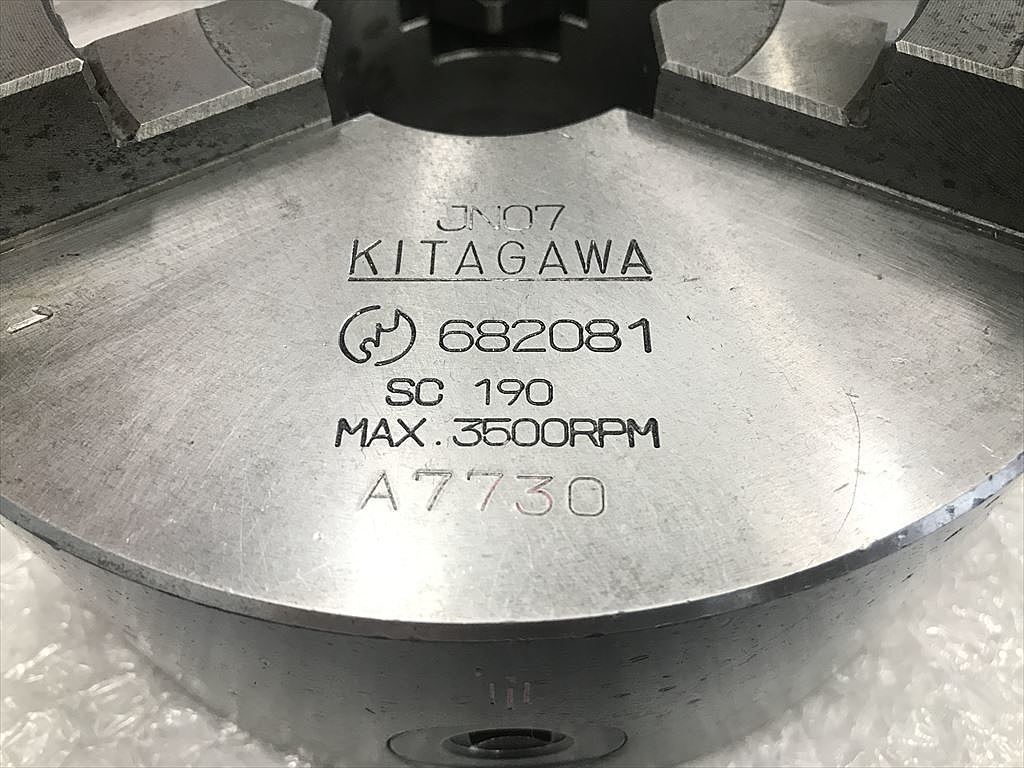 JN07
KITAGAWA
682081
SC 190
MAX. 3500RPM
A7730